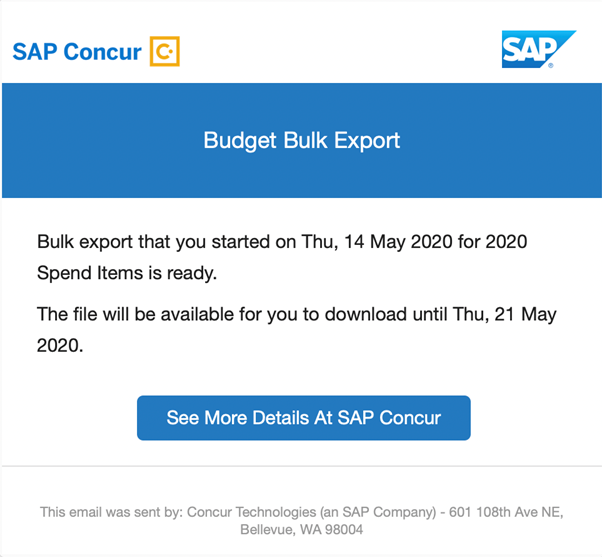 SAP Concur C
SAP ®
Budget Bulk Export
Bulk export that you started on Thu, 14 May 2020 for 2020
Spend Items is ready.
The file will be available for you to download until Thu, 21 May
2020.
See More Details At SAP Concur
This email was sent by: Concur Technologies (an SAP Company) - 601 108th Ave NE,
Bellevue, WA 98004